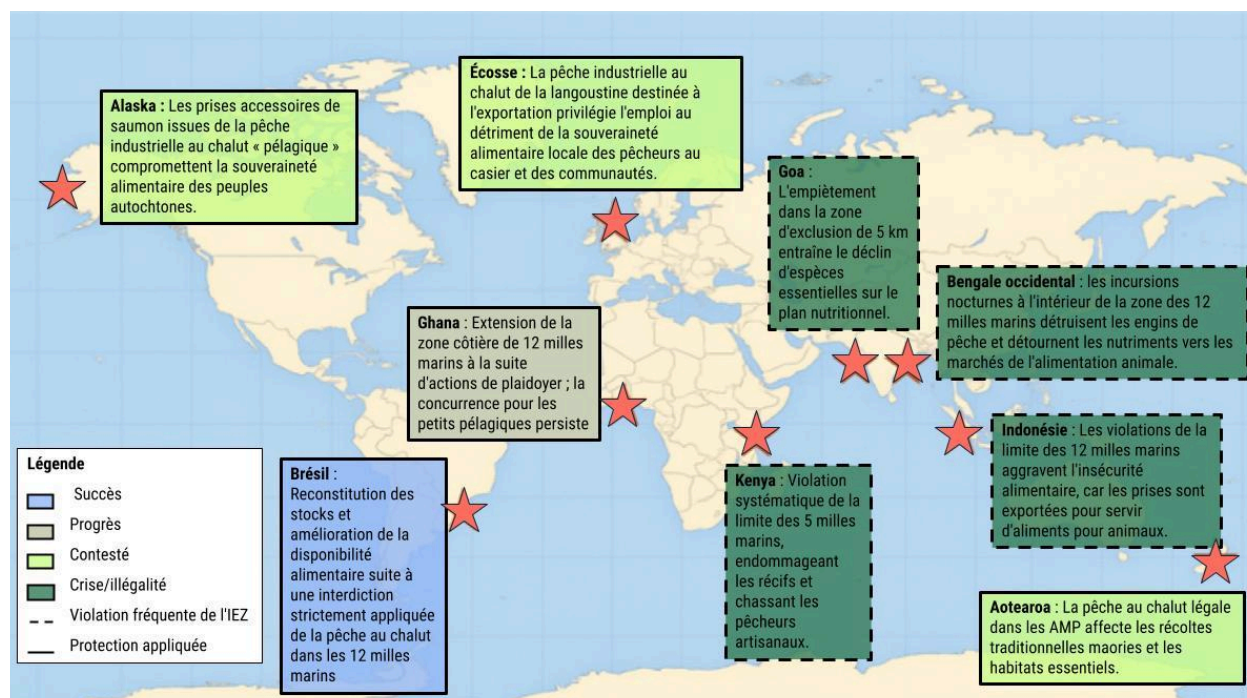 Alaska : Les prises accessoires de
saumon issues de la pêche
industrielle au chalut « pélagique »
compromettent la souveraineté
alimentaire des peuples
autochtones.
Écosse : La pêche industrielle au
chalut de la langoustine destinée à
l'exportation privilégie l'emploi au
détriment de la souveraineté
alimentaire locale des pêcheurs au
casier et des communautés.
Goa :
L'empiètement
dans la zone
d'exclusion de 5 km
entraîne le déclin
d'espèces
essentielles sur le
plan nutritionnel.
Bengale occidental : les incursions
nocturnes à l'intérieur de la zone des 12
milles marins détruisent les engins de
pêche et détournent les nutriments vers les
marchés de l'alimentation animale.
Ghana : Extension de la
zone côtière de 12 milles
marins à la suite
d'actions de plaidoyer ; la
concurrence pour les
petits pélagiques persiste
Indonésie : Les violations de la
limite des 12 milles marins
aggravent l'insécurité
alimentaire, car les prises sont
exportées pour servir
d'aliments pour animaux.
Légende
Succès
Progrès
Contesté
Crise/illégalité
Violation fréquente de l'IEZ
Protection appliquée
Brésil :
Reconstitution des
stocks et
amélioration de la
disponibilité
alimentaire suite à
une interdiction
strictement appliquée
de la pêche au chalut
dans les 12 milles
marins
Kenya : Violation
systématique de la
limite des 5 milles
marins,
endommageant
les récifs et
chassant les
pêcheurs
artisanaux.
Aotearoa : La pêche au chalut légale
dans les AMP affecte les récoltes
traditionnelles maories et les
habitats essentiels.